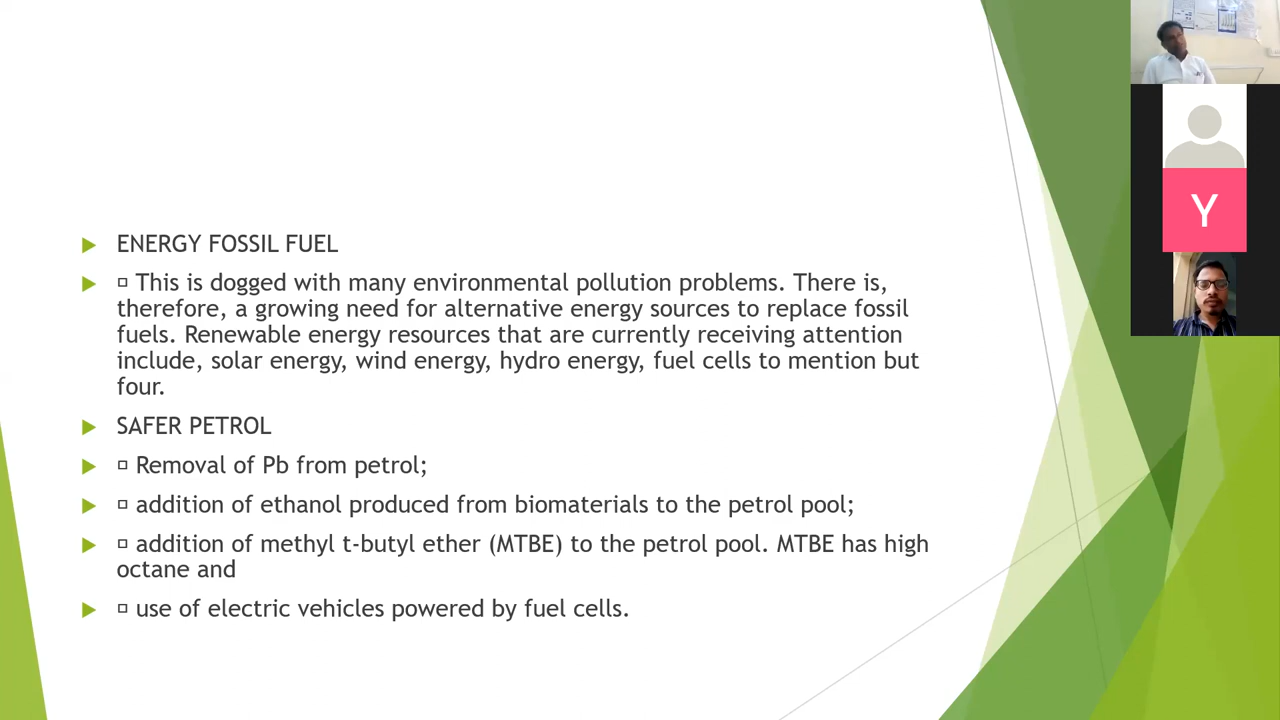 ENERGY FOSSIL FUEL
This is dogged with many environmental pollution problems. There is,
therefore, a growing need for alternative energy sources to replace fossil
fuels. Renewable energy resources that are currently receiving attention
include, solar energy, wind energy, hydro energy, fuel cells to mention but
four.
SAFER PETROL
Removal of Pb from petrol;
addition of ethanol produced from biomaterials to the petrol pool;
addition of methyl t-butyl ether (MTBE) to the petrol pool. MTBE has high
octane and
use of electric vehicles powered by fuel cells.
Y